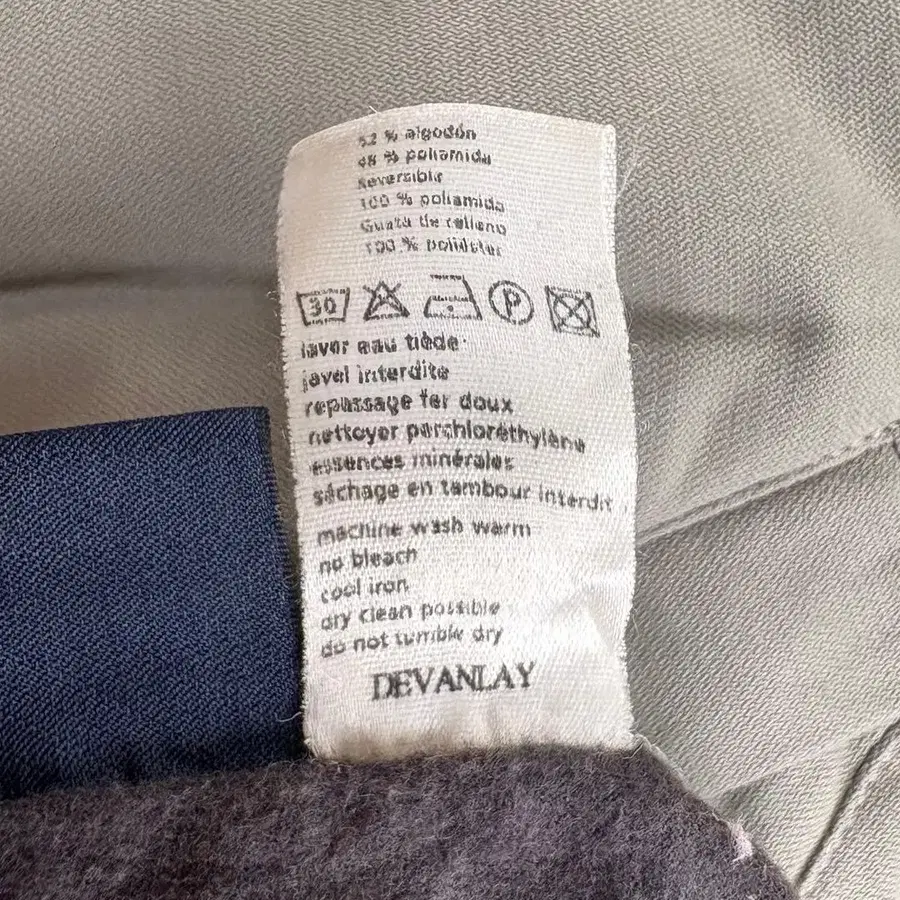 52 % algodón
48 % poliamida
Reversible
100 % poliamida
Guata de relleno
100 % poliéster
30 P
laver eau tiède
javel interdite
repassage fer doux
nettoyer perchloréthylène
essences minérales
séchage en tambour interdit
machine wash warm
no bleach
cool iron
dry clean possible
do not tumble dry
DEVANLAY